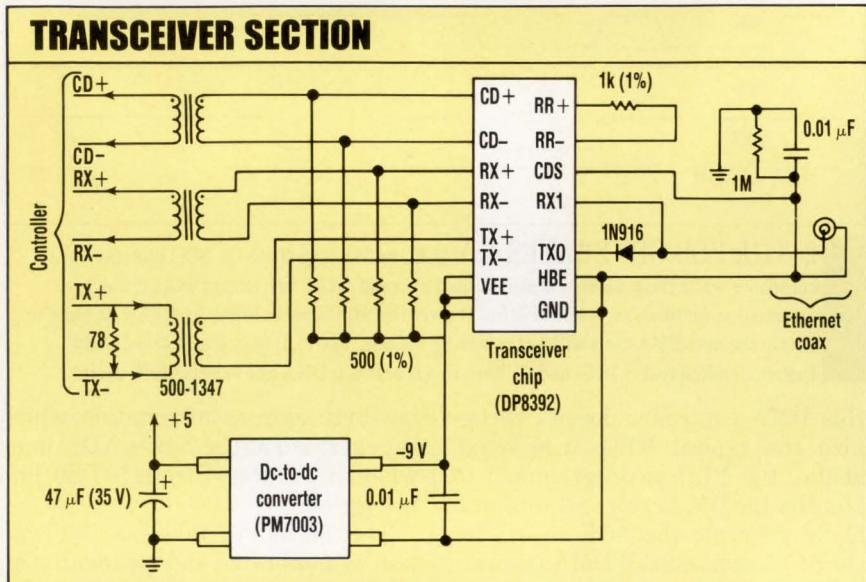 TRANSCEIVER SECTION
Controller
CD+
CD–
RX+
RX–
TX+
78
TX–
500-1347
500 (1%)
CD+
CD–
RX+
RX–
TX+
TX–
VEE
RR+
RR–
CDS
RX1
TX0
HBE
GND
Transceiver
chip
(DP8392)
1k (1%)
1N916
1M
0.01 μF
Ethernet
coax
+5
47 μF (35 V)
+
Dc-to-dc
converter
(PM7003)
–9 V
0.01 μF